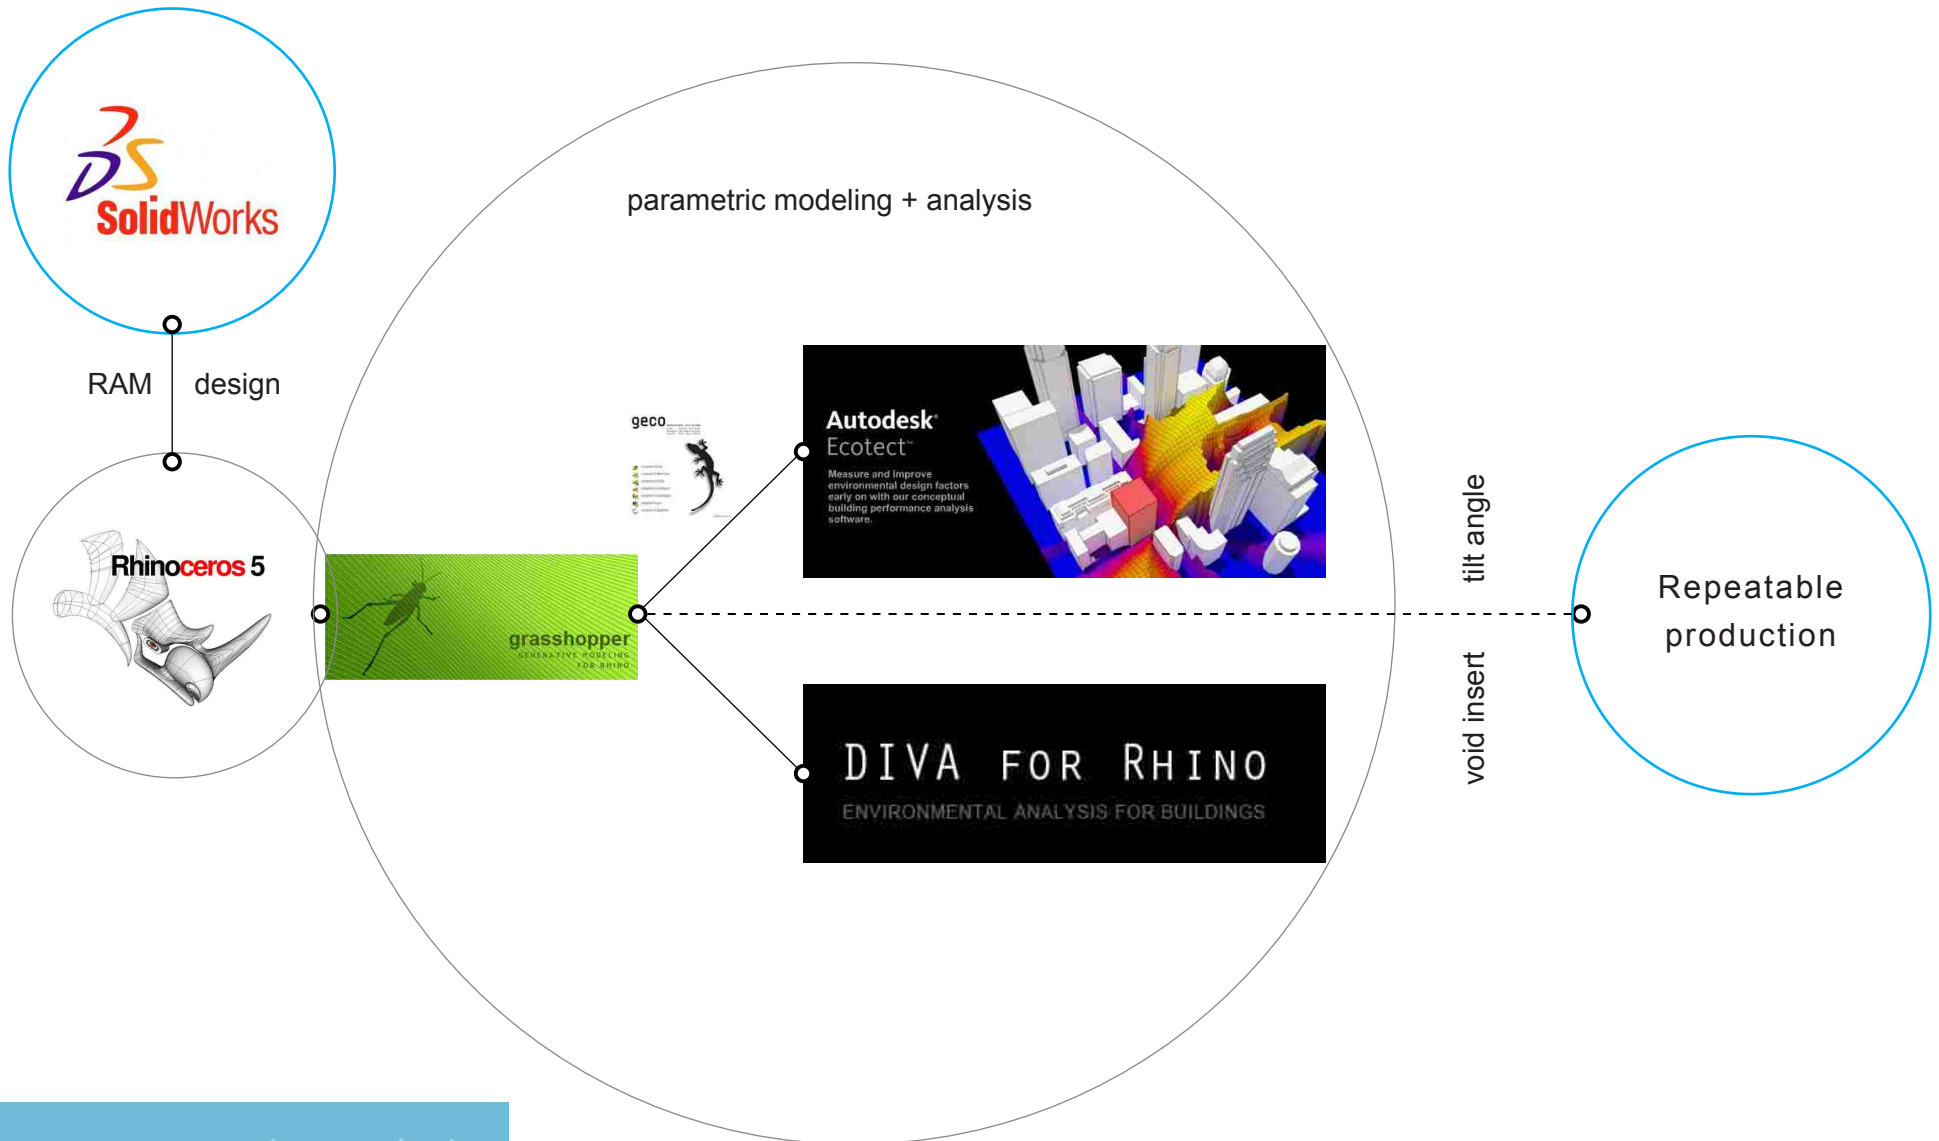 SolidWorks
parametric modeling + analysis
RAM
design
geco
Autodesk
Ecotect™
Measure and improve
environmental design factors
early on with our conceptual
building performance analysis
software.
Rhinoceros 5
grasshopper
GENERATIVE MODELING
FOR RHINO
tilt angle
void insert
Repeatable
production
DIVA FOR RHINO
ENVIRONMENTAL ANALYSIS FOR BUILDINGS